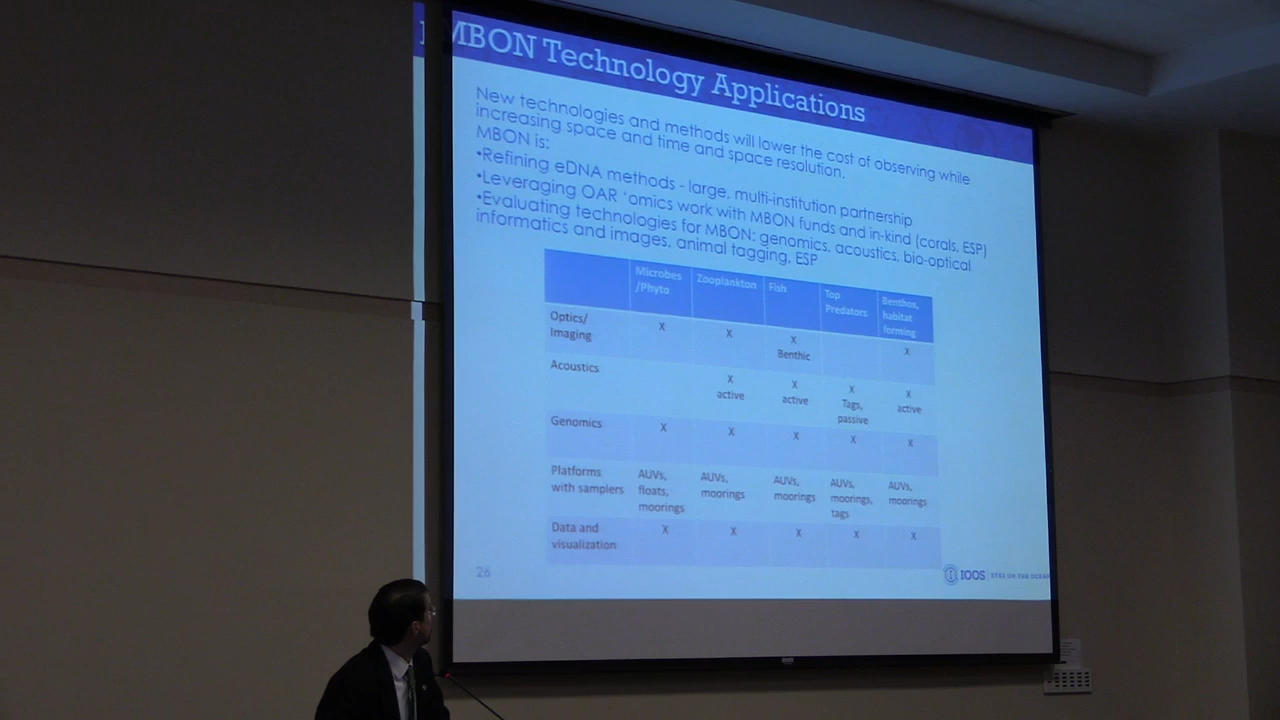 MBON Technology Applications
New technologies and methods will lower the cost of observing while
increasing space and time and space resolution.
MBON is:
•Refining eDNA methods - large, multi-institution partnership
•Leveraging OAR ‘omics work with MBON funds and in-kind (corals, ESP)
•Evaluating technologies for MBON: genomics, acoustics, bio-optical
informatics and images, animal tagging, ESP
Microbes /Phyto Zooplankton Fish Top Predators Benthos, habitat forming
Optics/ Imaging X X X Benthic X
Acoustics X active X active X Tags, passive X active
Genomics X X X X X
Platforms with samplers AUVs, floats, moorings AUVs, moorings AUVs, moorings AUVs, moorings, tags AUVs, moorings
Data and visualization X X X X X
26
IOOS EYES ON THE OCEAN